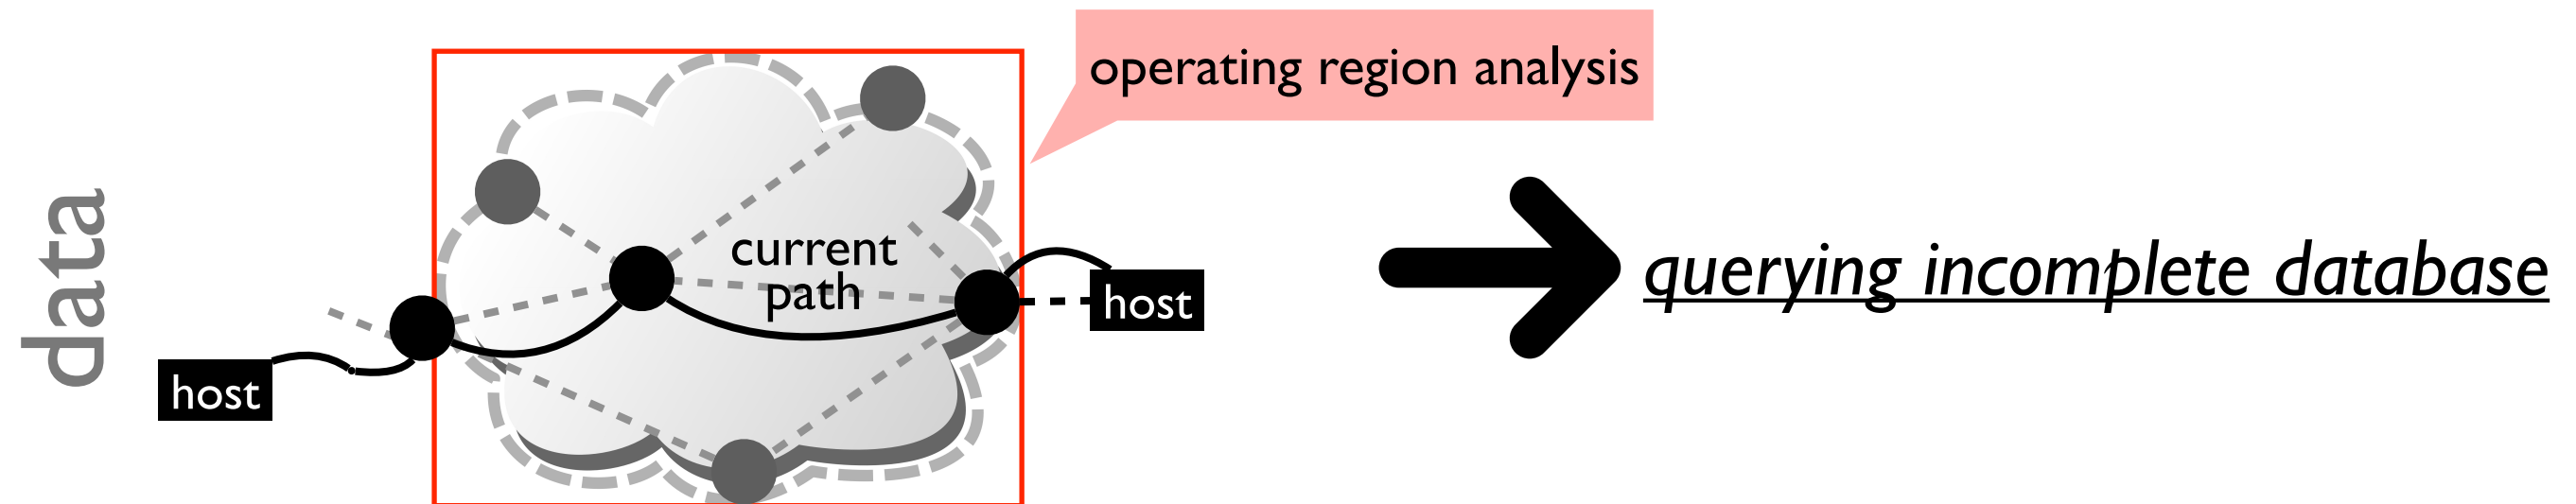 operating region analysis
data
current
path
host
host
querying incomplete database